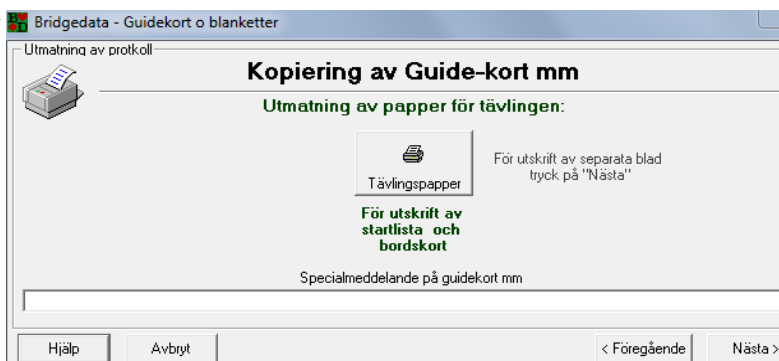 Bridgedata - Guidekort o blanketter
Utmatning av protkoll
Kopiering av Guide-kort mm
Utmatning av papper för tävlingen:
Tävlingspapper
För utskrift av separata blad
tryck på "Nästa"
För utskrift av
startlista och
bordskort
Specialmeddelande på guidekort mm
Hjälp
Avbryt
< Föregående
Nästa >